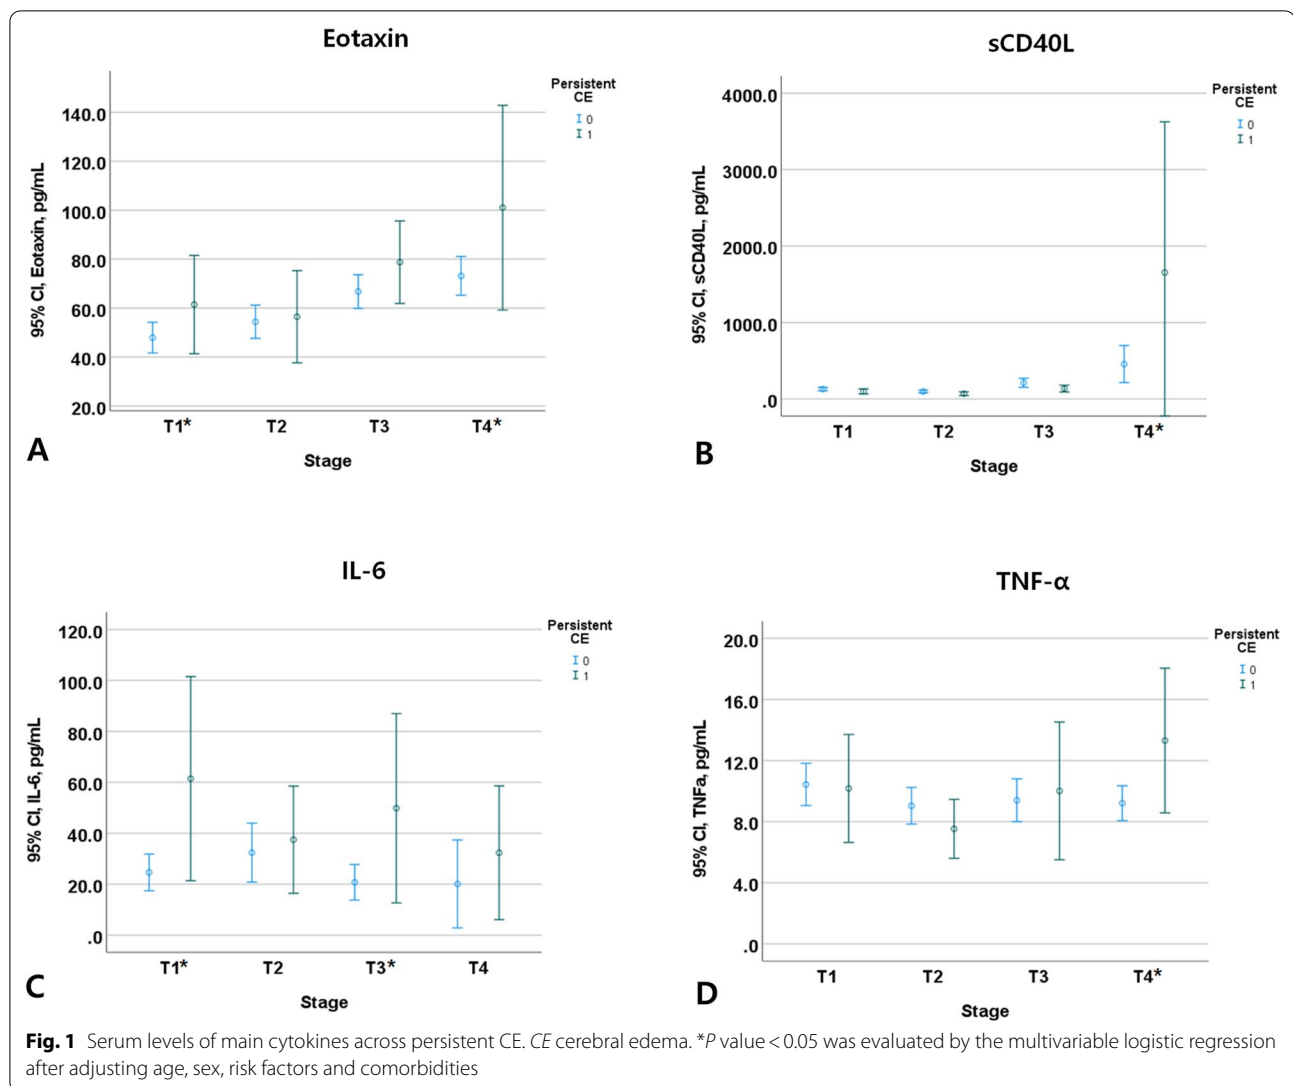 Eotaxin
140.0
120.0
100.0
80.0
60.0
40.0
20.0
95% CI, Eotaxin, pg/mL
T1* T2 T3 T4*
Stage
A
Persistent
CE
0
1
sCD40L
4000.0
3000.0
2000.0
1000.0
.0
95% CI, sCD40L, pg/mL
T1 T2 T3 T4*
Stage
B
Persistent
CE
0
1
IL-6
120.0
100.0
80.0
60.0
40.0
20.0
.0
95% CI, IL-6, pg/mL
T1* T2 T3* T4
Stage
C
Persistent
CE
0
1
TNF-α
20.0
16.0
12.0
8.0
4.0
.0
95% CI, TNFa, pg/mL
T1 T2 T3 T4*
Stage
D
Persistent
CE
0
1
Fig. 1 Serum levels of main cytokines across persistent CE. CE cerebral edema. *P value < 0.05 was evaluated by the multivariable logistic regression
after adjusting age, sex, risk factors and comorbidities